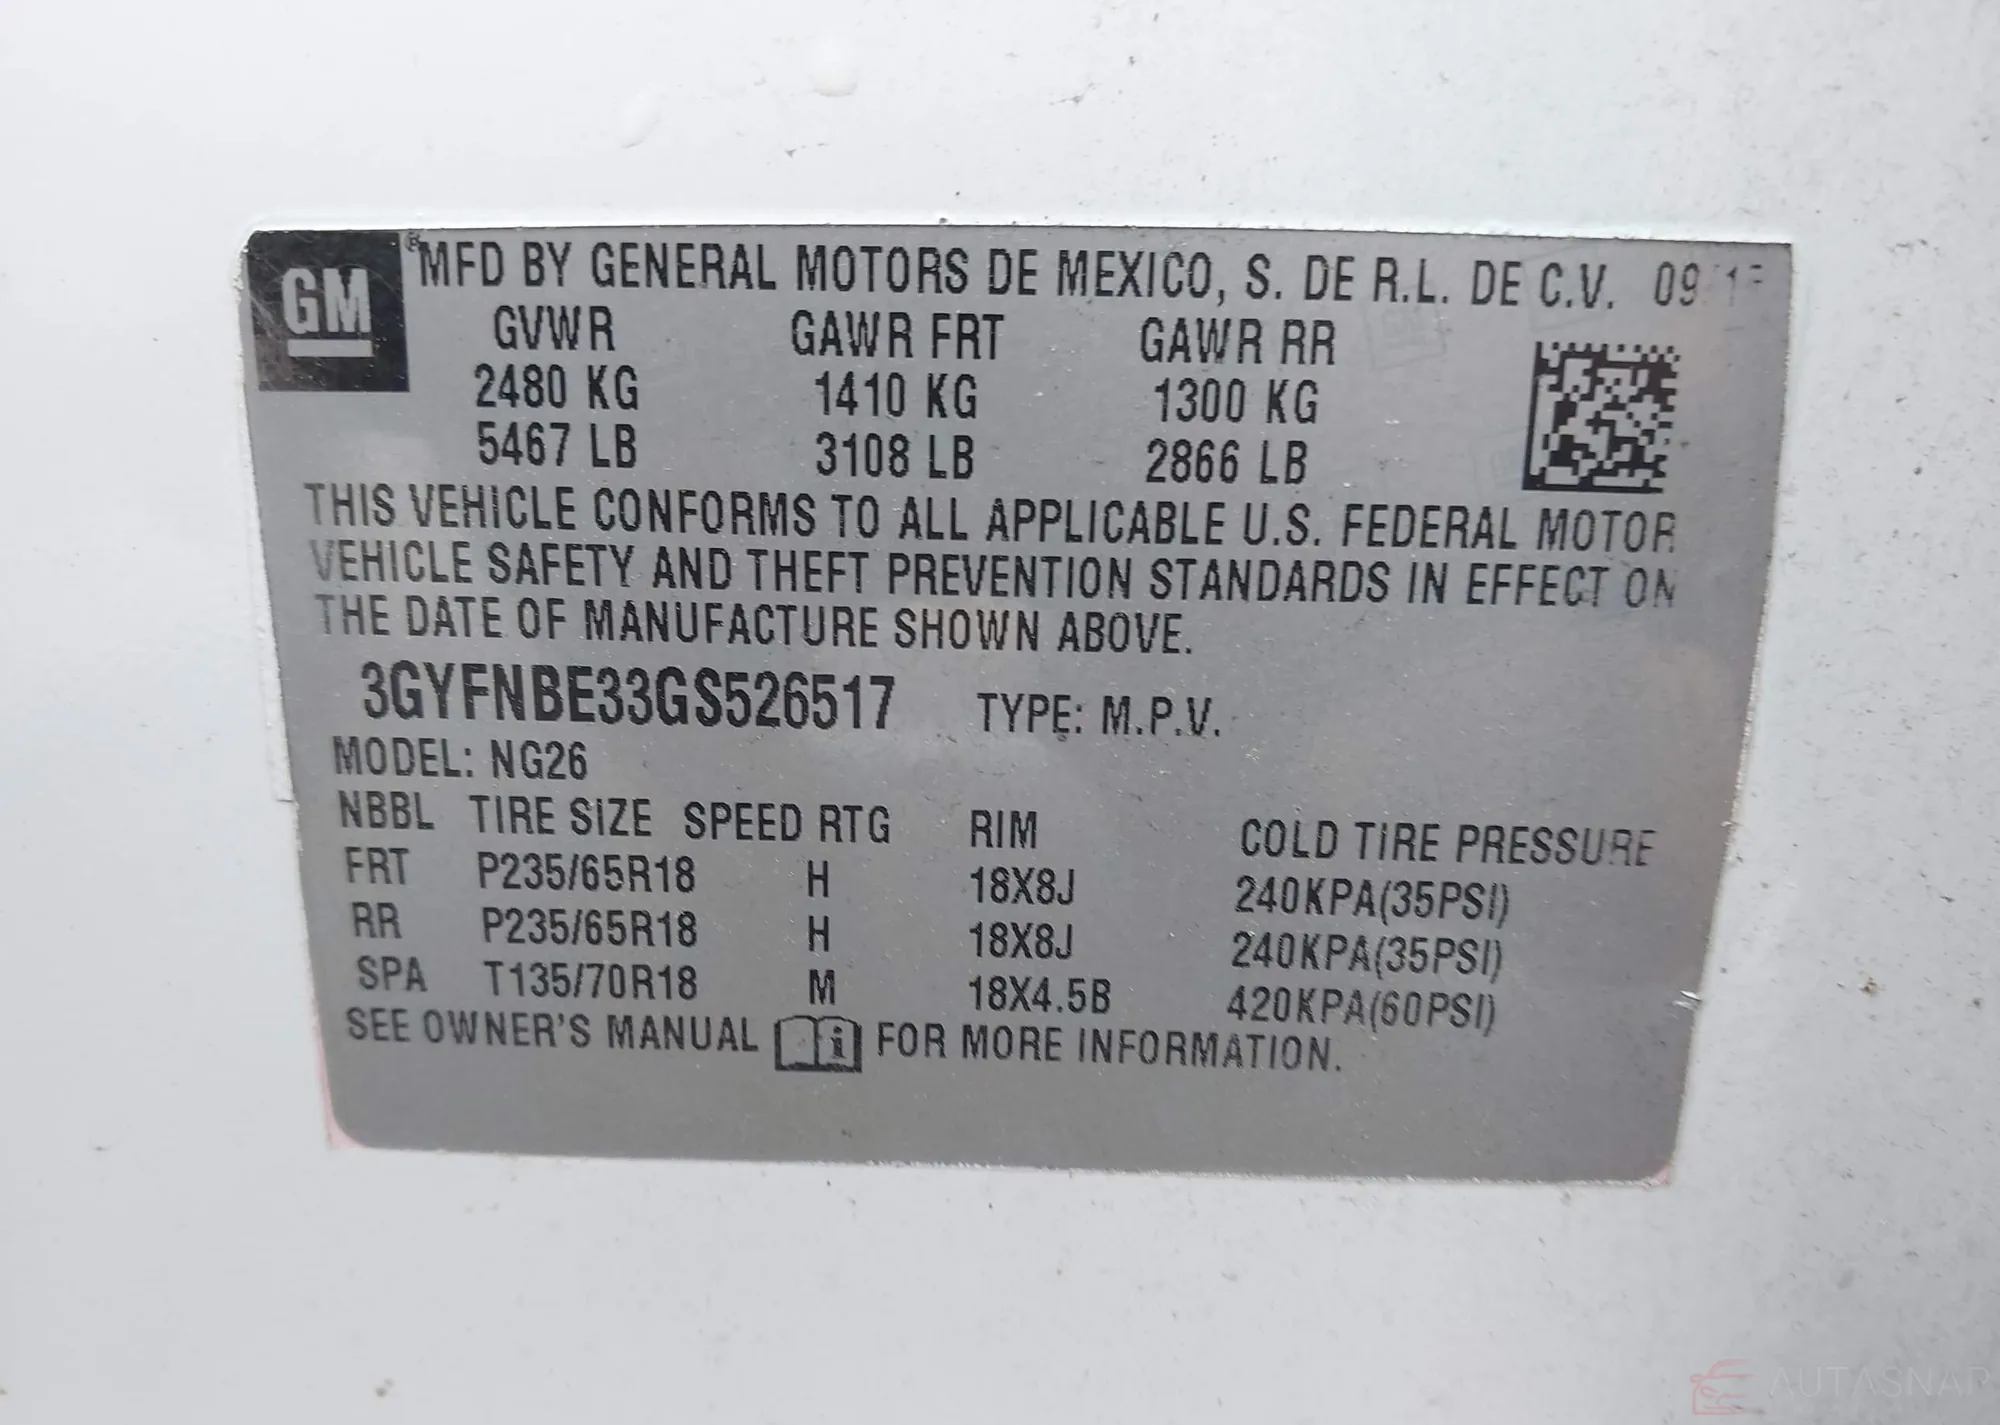 GM
MFD BY GENERAL MOTORS DE MEXICO, S. DE R.L. DE C.V.
GVWR GAWR FRT GAWR RR
2480 KG 1410 KG 1300 KG
5467 LB 3108 LB 2866 LB
THIS VEHICLE CONFORMS TO ALL APPLICABLE U.S. FEDERAL MOTOR
VEHICLE SAFETY AND THEFT PREVENTION STANDARDS IN EFFECT ON
THE DATE OF MANUFACTURE SHOWN ABOVE.
3GYFNBE33GS526517 TYPE: M.P.V.
MODEL: NG26
NBBL TIRE SIZE SPEED RTG RIM COLD TIRE PRESSURE
FRT P235/65R18 H 18X8J 240KPA(35PSI)
RR P235/65R18 H 18X8J 240KPA(35PSI)
SPA T135/70R18 M 18X4.5B 420KPA(60PSI)
SEE OWNER'S MANUAL i FOR MORE INFORMATION.
AUTASNAP